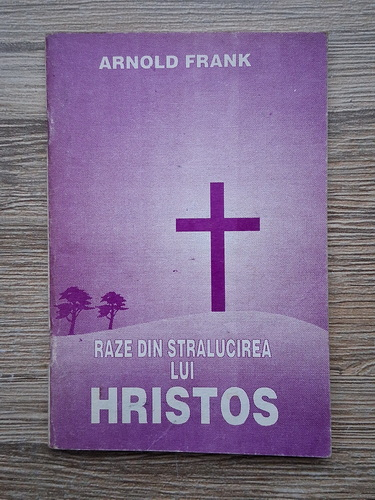 ARNOLD FRANK
RAZE DIN STRALUCIREA
LUI
HRISTOS